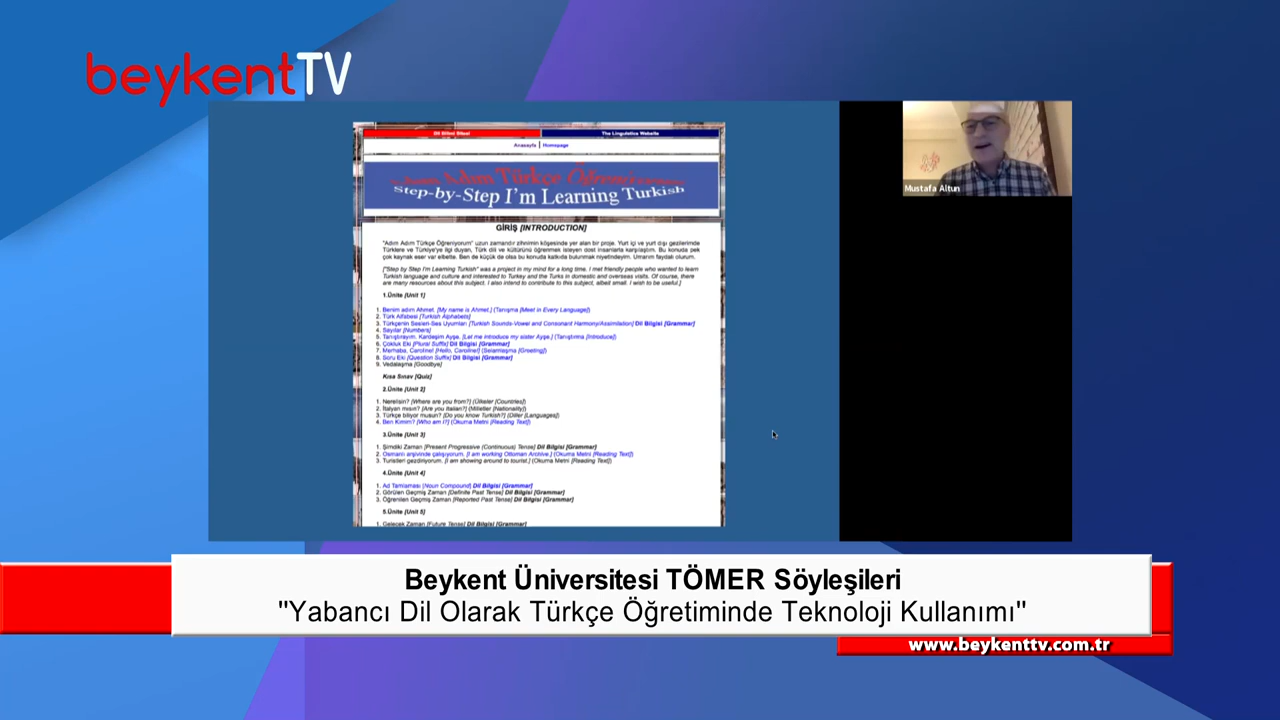 beykentTV
Dil Bilimi Sitesi
The Linguistics Website
Anasayfa | Homepage
Adım Adım Türkçe Öğreniyorum
Step-by-Step I'm Learning Turkish
GİRİŞ [INTRODUCTION]
"Adım Adım Türkçe Öğreniyorum" uzun zamandır zihnimin köşesinde yer alan bir proje. Yurt içi ve yurt dışı gezilerimde
Türklere ve Türkiye'ye ilgi duyan, Türk dili ve kültürünü öğrenmek isteyen dost insanlarla karşılaştım. Bu konuda pek
çok kaynak eser var elbette. Ben de küçük de olsa bu konuda katkıda bulunmak niyetindeyim. Umarım faydalı olurum.
["Step by Step I'm Learning Turkish" was a project in my mind for a long time. I met friendly people who wanted to learn
Turkish language and culture and interested to Turkey and the Turks in domestic and overseas visits. Of course, there
are many resources about this subject. I also intend to contribute to this subject, albeit small. I wish to be useful.]
1.Ünite [Unit 1]
1. Benim adım Ahmet. [My name is Ahmet.] (Tanışma [Meet in Every Language])
2. Türk Alfabesi [Turkish Alphabets]
3. Türkçenin Sesleri-Ses Uyumları [Turkish Sounds-Vowel and Consonant Harmony/Assimilation] Dil Bilgisi [Grammar]
4. Sayılar [Numbers]
5. Tanıştırayım. Kardeşim Ayşe. [Let me introduce my sister Ayşe.] (Tanıştırma [Introduce])
6. Çokluk Eki [Plural Suffix] Dil Bilgisi [Grammar]
7. Merhaba, Caroline! [Hello, Caroline!] (Selamlaşma [Greeting])
8. Soru Eki [Question Suffix] Dil Bilgisi [Grammar]
9. Vedalaşma [Goodbye]
Kısa Sınav [Quiz]
2.Ünite [Unit 2]
1. Nerelisin? [Where are you from?] (Ülkeler [Countries])
2. İtalyan mısın? [Are you Italian?] (Milletler [Nationality])
3. Türkçe biliyor musun? [Do you know Turkish?] (Diller [Languages])
4. Ben Kimim? [Who am I?] (Okuma Metni [Reading Text])
3.Ünite [Unit 3]
1. Şimdiki Zaman [Present Progressive (Continuous) Tense] Dil Bilgisi [Grammar]
2. Osmanlı arşivinde çalışıyorum. [I am working Ottoman Archive.] (Okuma Metni [Reading Text])
3. Turistleri gezdiriyorum. [I am showing around to tourist.] (Okuma Metni [Reading Text])
4.Ünite [Unit 4]
1. Ad Tamlaması [Noun Compound] Dil Bilgisi [Grammar]
2. Görülen Geçmiş Zaman [Definite Past Tense] Dil Bilgisi [Grammar]
3. Öğrenilen Geçmiş Zaman [Reported Past Tense] Dil Bilgisi [Grammar]
5.Ünite [Unit 5]
1. Gelecek Zaman [Future Tense] Dil Bilgisi [Grammar]
Mustafa Altun
Beykent Üniversitesi TÖMER Söyleşileri
"Yabancı Dil Olarak Türkçe Öğretiminde Teknoloji Kullanımı"
www.beykenttv.com.tr